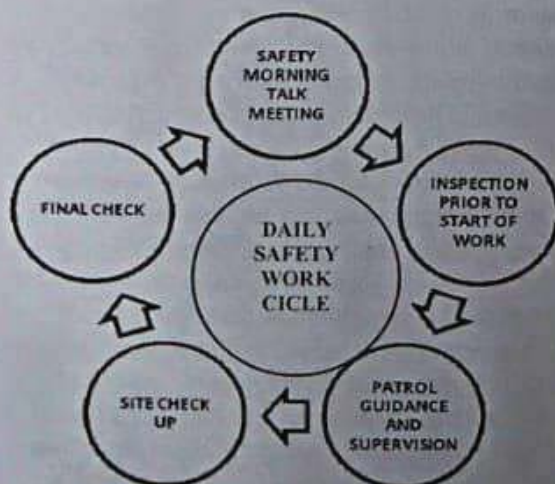 SAFETY
MORNING
TALK
MEETING
INSPECTION
PRIOR TO
START OF
WORK
PATROL
GUIDANCE
AND
SUPERVISION
SITE CHECK
UP
FINAL CHECK
DAILY
SAFETY
WORK
CICLE